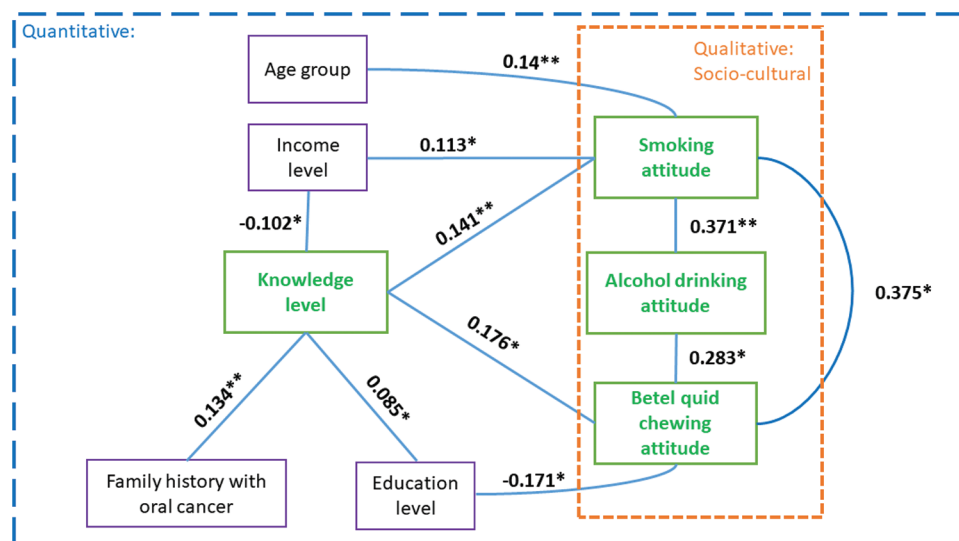 Quantitative:
Qualitative:
Socio-cultural
Age group
0.14**
Income
level
0.113*
Smoking
attitude
-0.102*
0.141**
0.371**
Knowledge
level
Alcohol drinking
attitude
0.375*
0.176*
0.283*
0.134**
0.085*
Betel quid
chewing
attitude
Family history with
oral cancer
Education
level
-0.171*